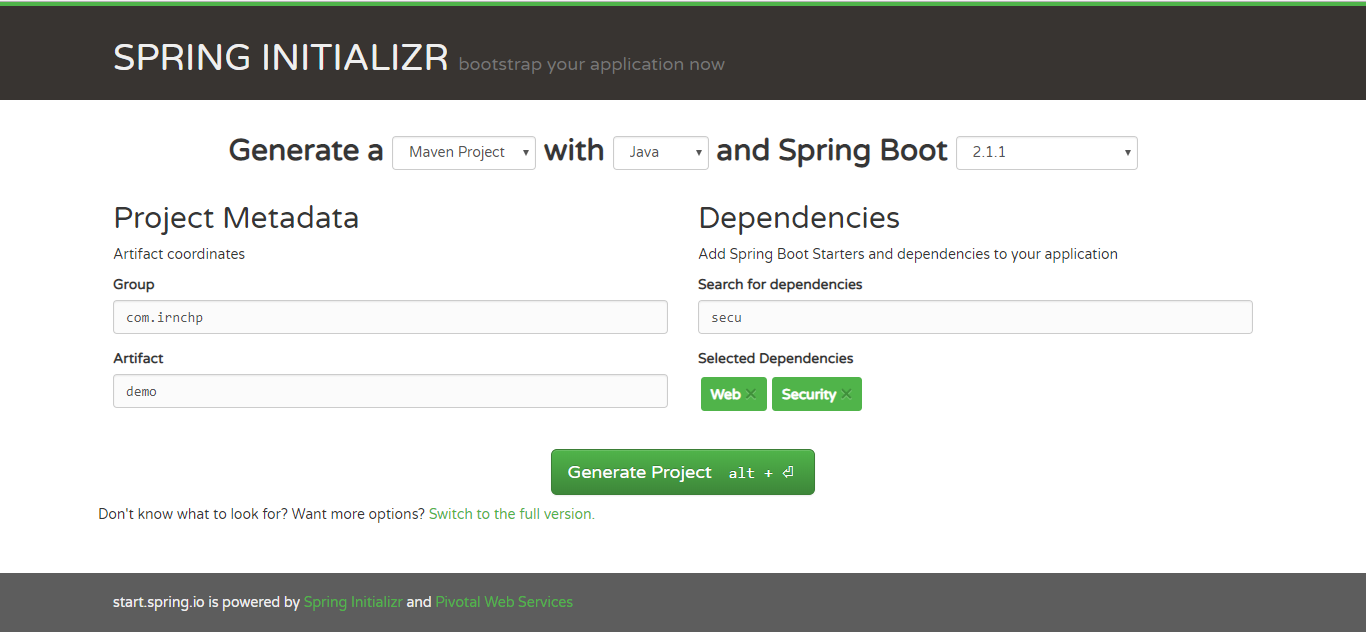 SPRING INITIALIZR bootstrap your application now
Generate a Maven Project with Java and Spring Boot 2.1.1
Project Metadata
Artifact coordinates
Group
com.irnchp
Artifact
demo
Dependencies
Add Spring Boot Starters and dependencies to your application
Search for dependencies
secu
Selected Dependencies
Web × Security ×
Generate Project alt + ⏎
Don't know what to look for? Want more options? Switch to the full version.
start.spring.io is powered by Spring Initializr and Pivotal Web Services